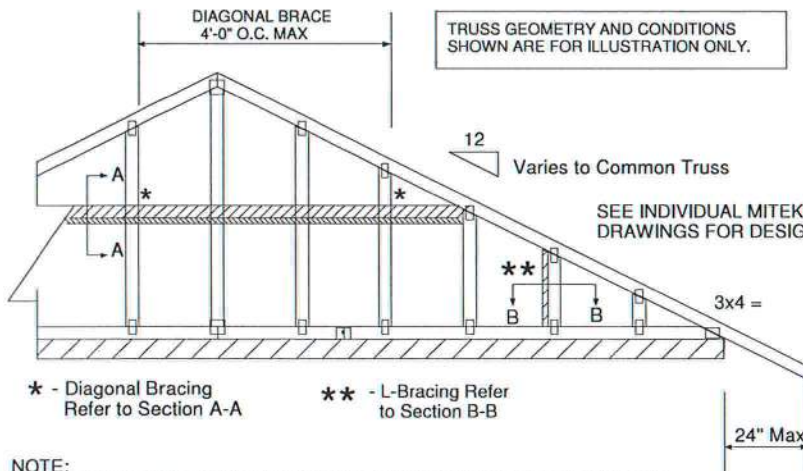 DIAGONAL BRACE
4'-0" O.C. MAX
TRUSS GEOMETRY AND CONDITIONS
SHOWN ARE FOR ILLUSTRATION ONLY.
12
Varies to Common Truss
A
*
*
A
SEE INDIVIDUAL MITEK
DRAWINGS FOR DESIG
**
B
B
3x4 =
* - Diagonal Bracing
Refer to Section A-A
** - L-Bracing Refer
to Section B-B
24" Max
NOTE: